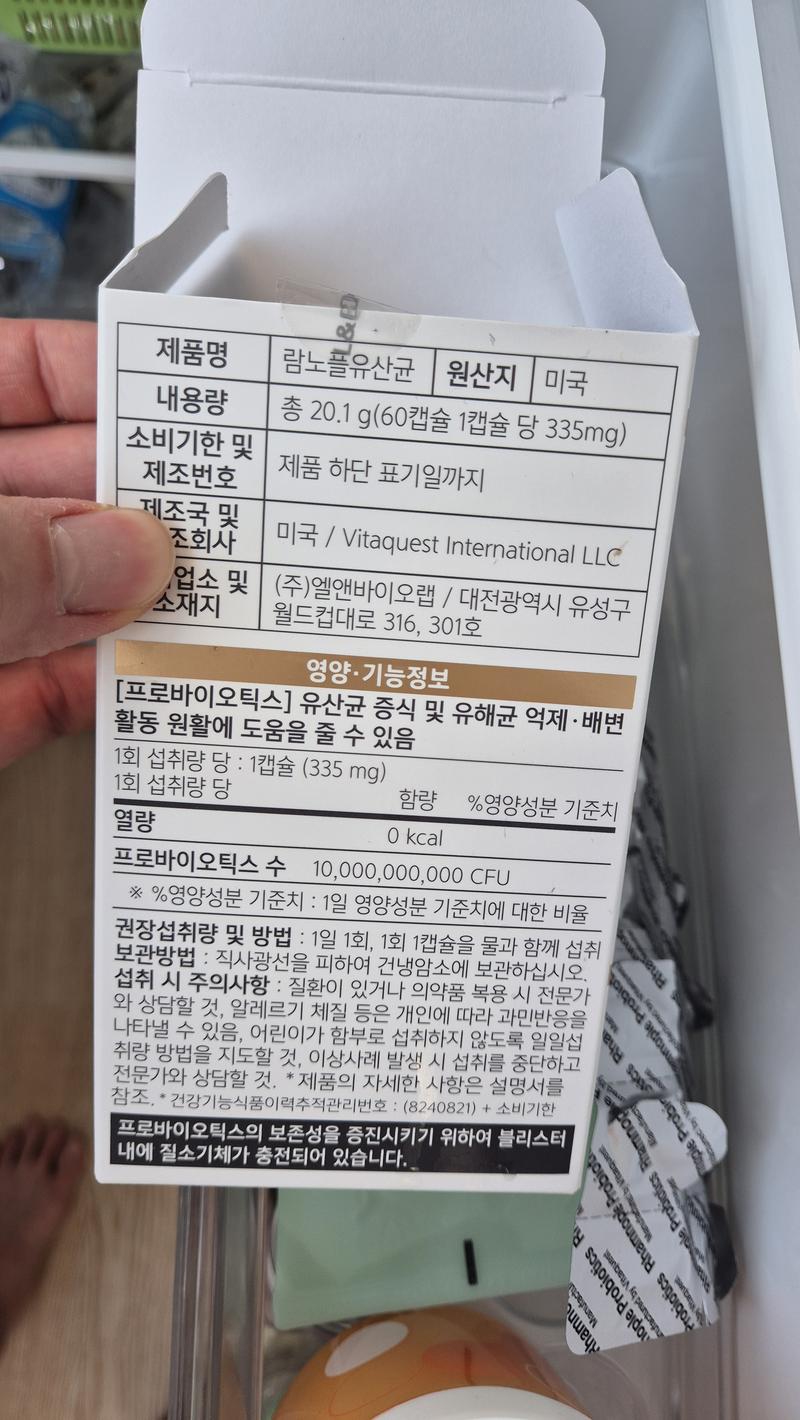 L&BD
제품명 람노플유산균 원산지 미국
내용량 총 20.1 g(60캡슐 1캡슐 당 335mg)
소비기한 및
제조번호 제품 하단 표기일까지
제조국 및
조회사 미국 / Vitaquest International LLC
업소 및
소재지 (주)엘앤바이오랩 / 대전광역시 유성구
월드컵대로 316, 301호
영양·기능정보
[프로바이오틱스] 유산균 증식 및 유해균 억제·배변
활동 원활에 도움을 줄 수 있음
1회 섭취량 당 : 1캡슐 (335 mg)
1회 섭취량 당 함량 %영양성분 기준치
열량 0 kcal
프로바이오틱스 수 10,000,000,000 CFU
※ %영양성분 기준치 : 1일 영양성분 기준치에 대한 비율
권장섭취량 및 방법 : 1일 1회, 1회 1캡슐을 물과 함께 섭취
보관방법 : 직사광선을 피하여 건냉암소에 보관하십시오.
섭취 시 주의사항 : 질환이 있거나 의약품 복용 시 전문가
와 상담할 것, 알레르기 체질 등은 개인에 따라 과민반응을
나타낼 수 있음, 어린이가 함부로 섭취하지 않도록 일일섭
취량 방법을 지도할 것, 이상사례 발생 시 섭취를 중단하고
전문가와 상담할 것. *제품의 자세한 사항은 설명서를
참조. *건강기능식품이력추적관리번호 : (8240821) + 소비기한
프로바이오틱스의 보존성을 증진시키기 위하여 블리스터
내에 질소기체가 충전되어 있습니다.
Rhamnople Probiotics
Manufactured by Vitaquest